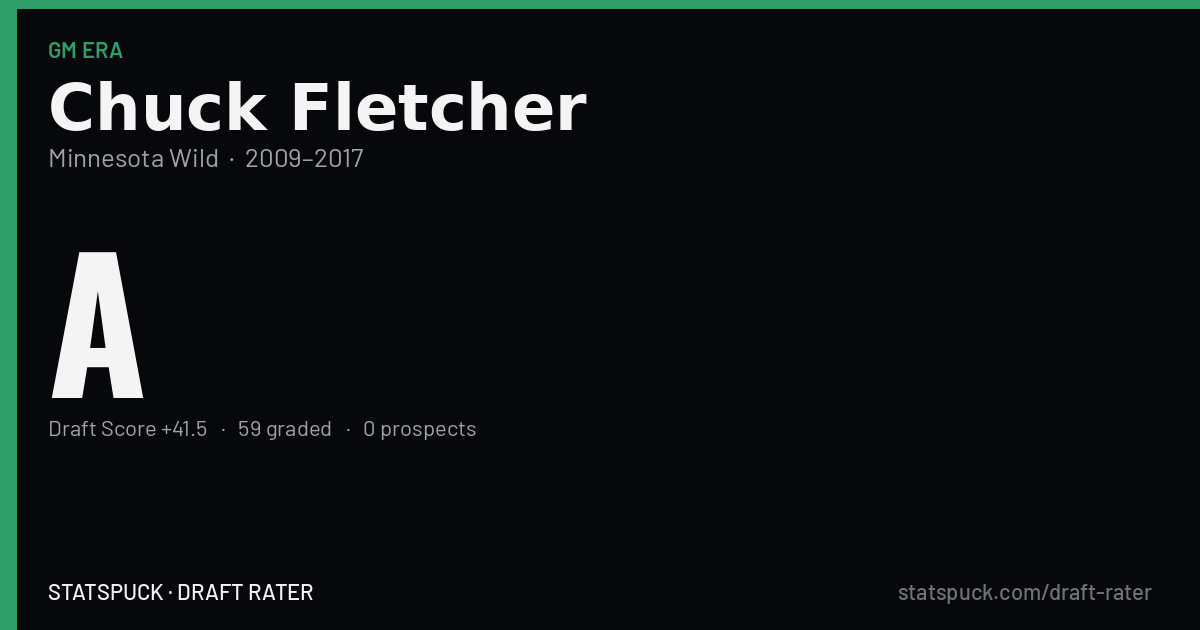 GM ERA
Chuck Fletcher
Minnesota Wild · 2009–2017
A
Draft Score +41.5 · 59 graded · 0 prospects
STATSPUCK · DRAFT RATER
statspuck.com/draft-rater